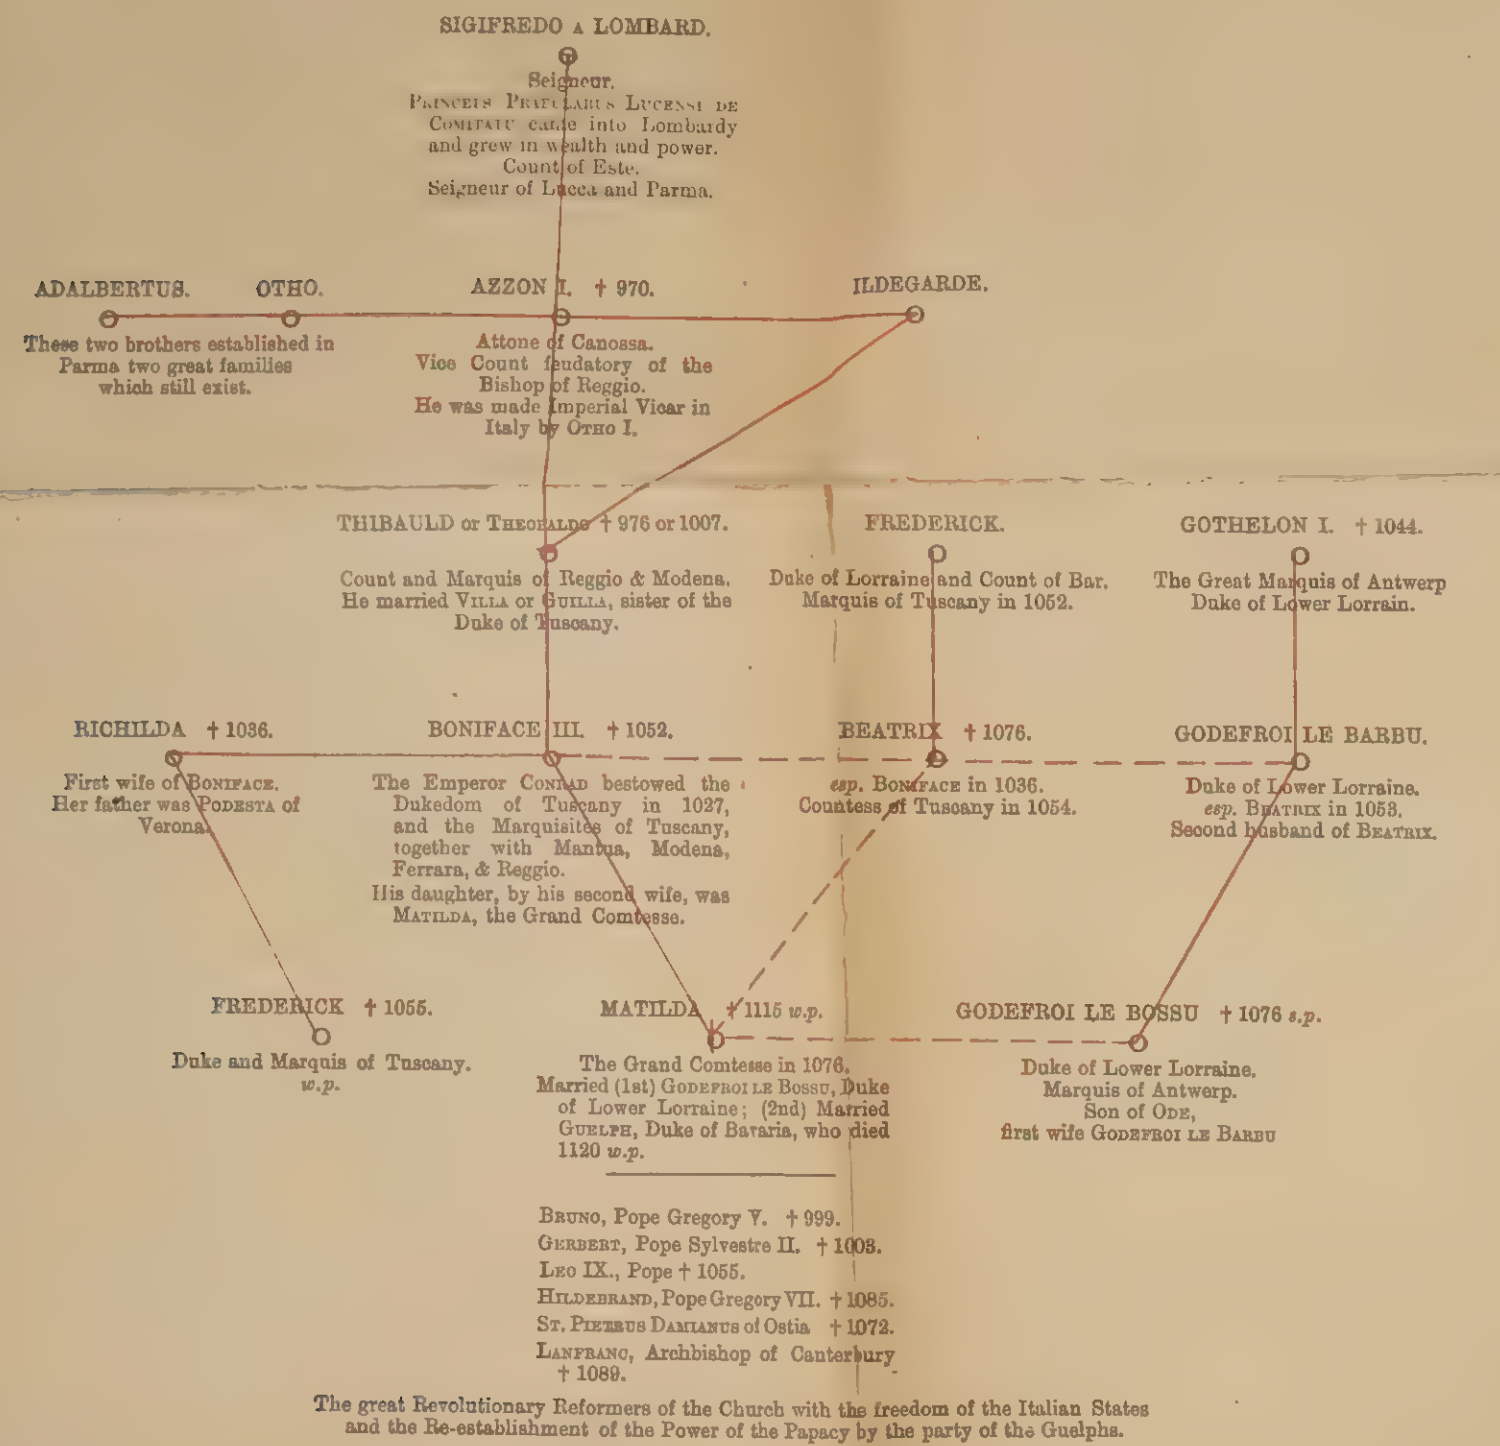 SIGIFREDO A LOMBARD.
Seigneur.
LUCENSI DE
COMITATU came into Lombardy
and grew in wealth and power.
Count of Este.
Seigneur of Lucca and Parma.
ADALBERTUS. OTHO. AZZON I. † 970. ILDEGARDE.
These two brothers established in
Parma two great families
which still exist.
Attone of Canossa.
Vice Count feudatory of the
Bishop of Reggio.
He was made Imperial Vicar in
Italy by OTHO I.
THIBAULD or THEOBALDO † 976 or 1007.
Count and Marquis of Reggio & Modena.
He married VILLA or GUILLA, sister of the
Duke of Tuscany.
FREDERICK.
Duke of Lorraine and Count of Bar.
Marquis of Tuscany in 1052.
GOTHELON I. † 1044.
The Great Marquis of Antwerp
Duke of Lower Lorrain.
RICHILDA † 1036.
First wife of BONIFACE.
Her father was PODESTA of
Verona.
BONIFACE III. † 1052.
The Emperor CONRAD bestowed the
Dukedom of Tuscany in 1027,
and the Marquisites of Tuscany,
together with Mantua, Modena,
Ferrara, & Reggio.
His daughter, by his second wife, was
MATILDA, the Grand Comtesse.
BEATRIX † 1076.
esp. BONIFACE in 1036.
Countess of Tuscany in 1054.
GODEFROI LE BARBU.
Duke of Lower Lorraine.
esp. BEATRIX in 1053.
Second husband of BEATRIX.
FREDERICK † 1055.
Duke and Marquis of Tuscany.
w.p.
MATILDA † 1115 w.p.
The Grand Comtesse in 1076.
Married (1st) GODEFROI LE BOSSU, Duke
of Lower Lorraine; (2nd) Married
GUELPH, Duke of Bavaria, who died
1120 w.p.
GODEFROI LE BOSSU † 1076 s.p.
Duke of Lower Lorraine.
Marquis of Antwerp.
Son of ODE,
first wife GODEFROI LE BARBU
BRUNO, Pope Gregory V. † 999.
GERBERT, Pope Sylvestre II. † 1003.
LEO IX., Pope † 1055.
HILDEBRAND, Pope Gregory VII. † 1085.
ST. PIETRUS DAMIANUS of Ostia † 1072.
LANFRANC, Archbishop of Canterbury
† 1089.
The great Revolutionary Reformers of the Church with the freedom of the Italian States
and the Re-establishment of the Power of the Papacy by the party of the Guelphs.